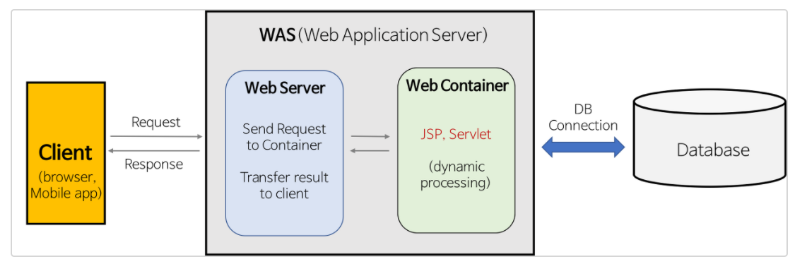 WAS(Web Application Server)
Client
(browser,
Mobile app)
Request
Response
Web Server
Send Request
to Container
Transfer result
to client
Web Container
JSP, Servlet
(dynamic
processing)
DB
Connection
Database